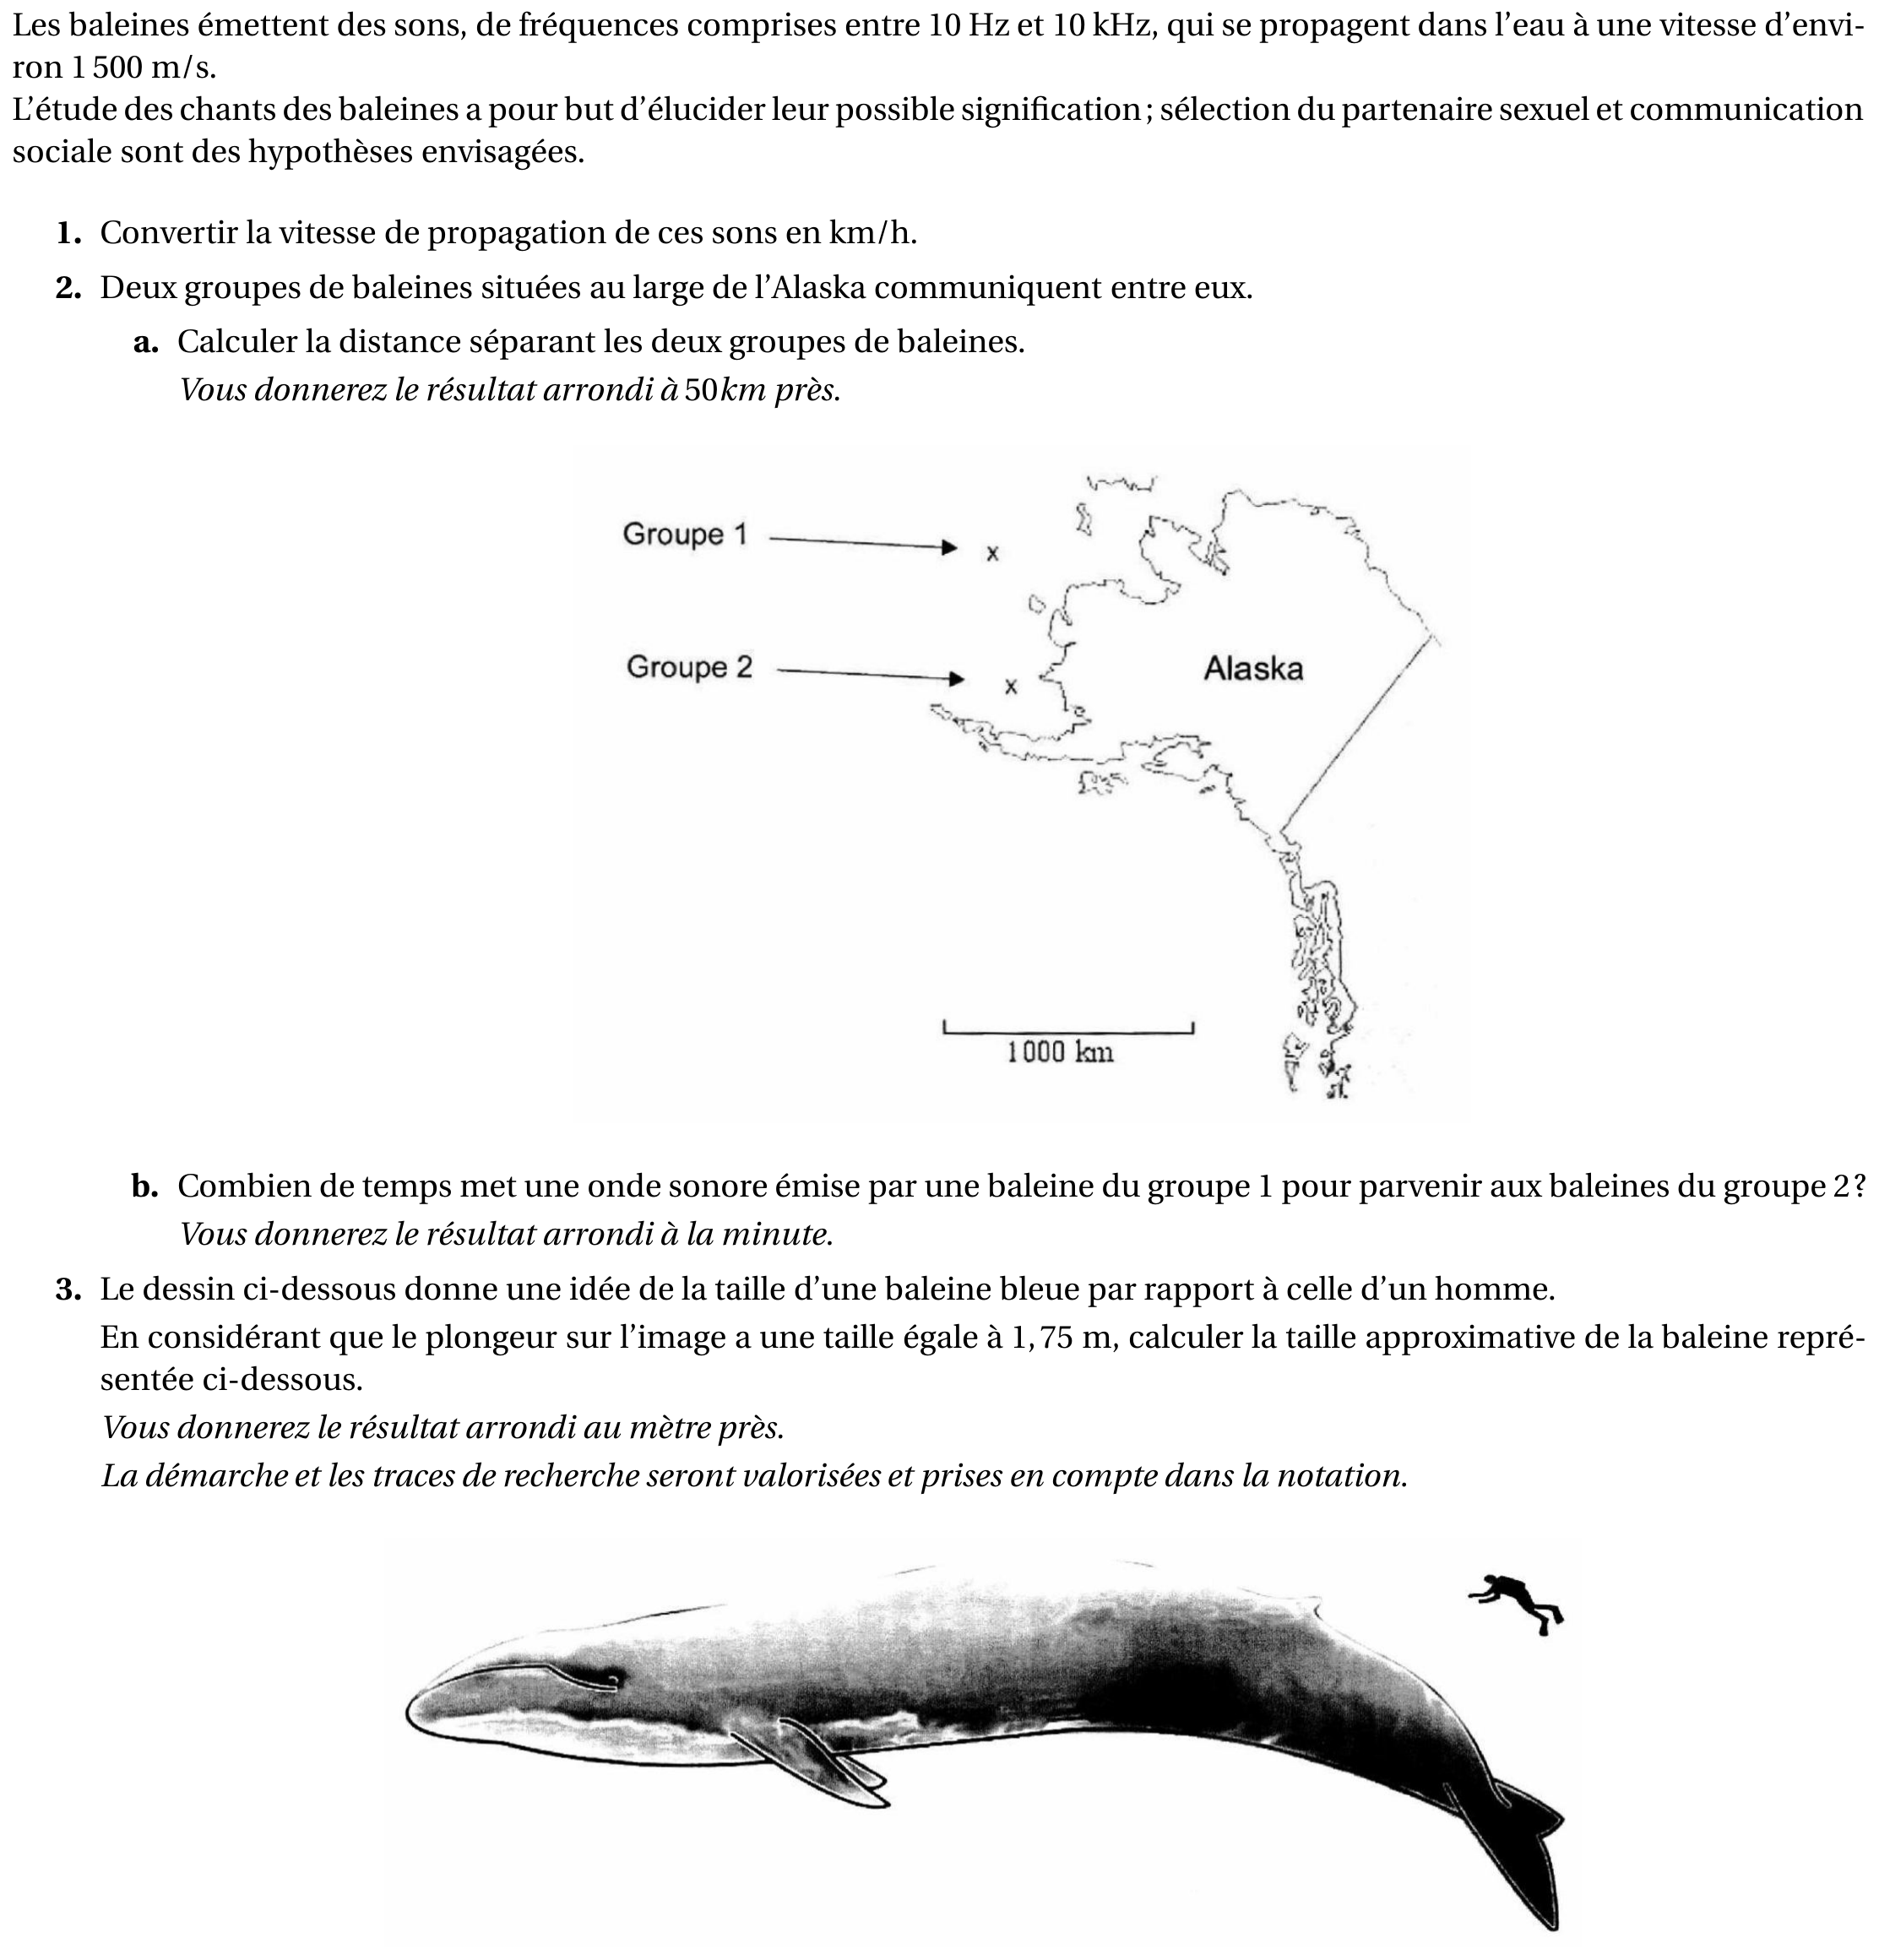 Les baleines émettent des sons, de fréquences comprises entre 10 Hz et 10 kHz, qui se propagent dans l'eau à une vitesse d'envi-
ron 1 500 m/s.
L'étude des chants des baleines a pour but d'élucider leur possible signification ; sélection du partenaire sexuel et communication
sociale sont des hypothèses envisagées.
1. Convertir la vitesse de propagation de ces sons en km/h.
2. Deux groupes de baleines situées au large de l'Alaska communiquent entre eux.
a. Calculer la distance séparant les deux groupes de baleines.
Vous donnerez le résultat arrondi à 50km près.
Groupe 1
x
Groupe 2
x
Alaska
1000 km
b. Combien de temps met une onde sonore émise par une baleine du groupe 1 pour parvenir aux baleines du groupe 2 ?
Vous donnerez le résultat arrondi à la minute.
3. Le dessin ci-dessous donne une idée de la taille d'une baleine bleue par rapport à celle d'un homme.
En considérant que le plongeur sur l'image a une taille égale à 1,75 m, calculer la taille approximative de la baleine repré-
sentée ci-dessous.
Vous donnerez le résultat arrondi au mètre près.
La démarche et les traces de recherche seront valorisées et prises en compte dans la notation.